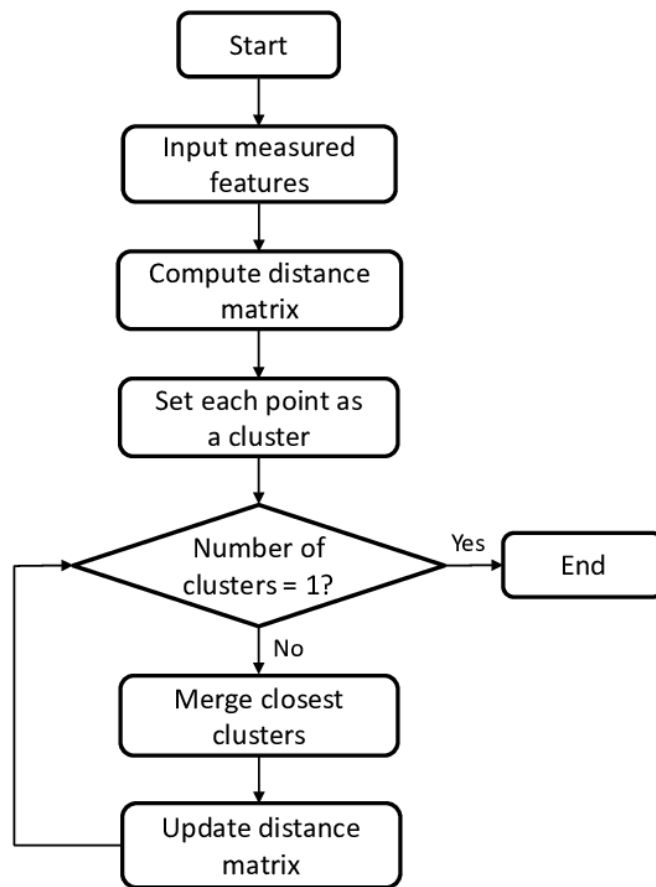 Start
Input measured
features
Compute distance
matrix
Set each point as
a cluster
Number of
clusters = 1?
Yes
End
No
Merge closest
clusters
Update distance
matrix